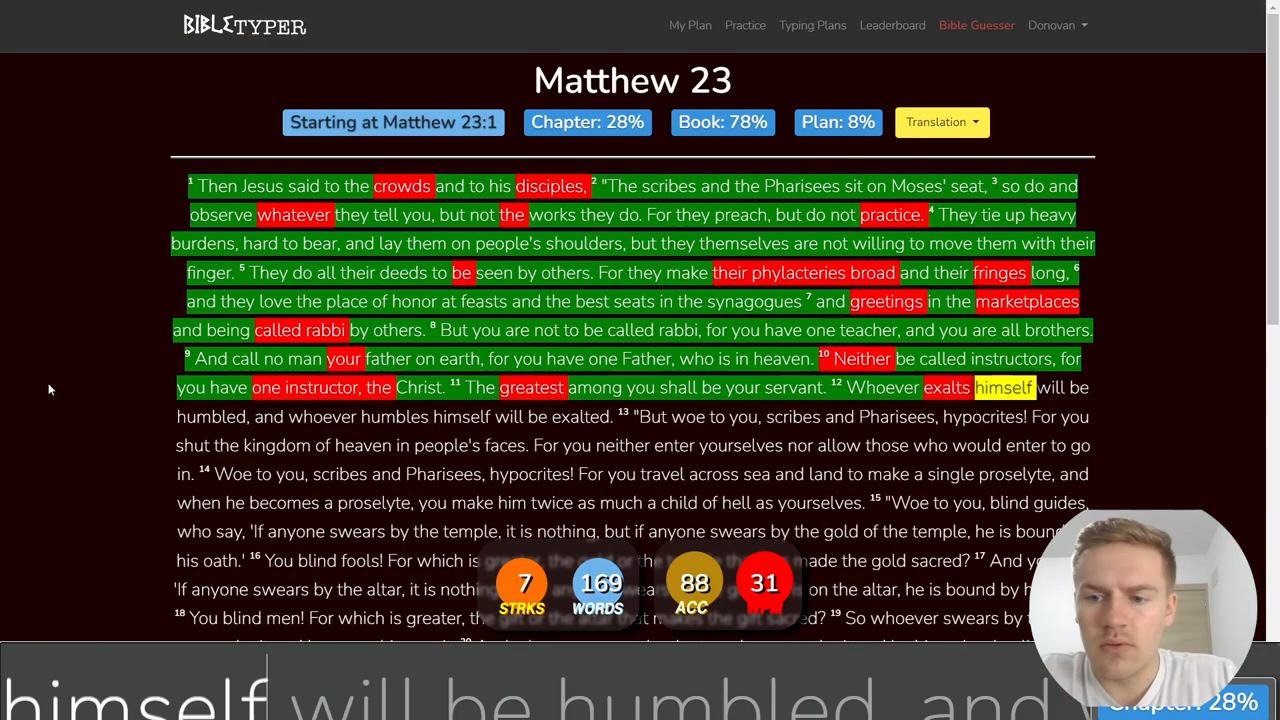 BIBLETYPER
My Plan Practice Typing Plans Leaderboard Bible Guesser Donovan
Matthew 23
Starting at Matthew 23:1 Chapter: 28% Book: 78% Plan: 8% Translation
1 Then Jesus said to the crowds and to his disciples, 2 "The scribes and the Pharisees sit on Moses' seat, 3 so do and
observe whatever they tell you, but not the works they do. For they preach, but do not practice. 4 They tie up heavy
burdens, hard to bear, and lay them on people's shoulders, but they themselves are not willing to move them with their
finger. 5 They do all their deeds to be seen by others. For they make their phylacteries broad and their fringes long, 6
and they love the place of honor at feasts and the best seats in the synagogues 7 and greetings in the marketplaces
and being called rabbi by others. 8 But you are not to be called rabbi, for you have one teacher, and you are all brothers.
9 And call no man your father on earth, for you have one Father, who is in heaven. 10 Neither be called instructors, for
you have one instructor, the Christ. 11 The greatest among you shall be your servant. 12 Whoever exalts himself will be
humbled, and whoever humbles himself will be exalted. 13 "But woe to you, scribes and Pharisees, hypocrites! For you
shut the kingdom of heaven in people's faces. For you neither enter yourselves nor allow those who would enter to go
in. 14 Woe to you, scribes and Pharisees, hypocrites! For you travel across sea and land to make a single proselyte, and
when he becomes a proselyte, you make him twice as much a child of hell as yourselves. 15 "Woe to you, blind guides,
who say, 'If anyone swears by the temple, it is nothing, but if anyone swears by the gold of the temple, he is bound
his oath.' 16 You blind fools! For which is greater, the gold or the made the gold sacred? 17 And
'If anyone swears by the altar, it is nothing on the altar, he is bound by
18 You blind men! For which is greater, the gift or the altar that makes the gift sacred? 19 So whoever swears by
7 169 88 31
STRKS WORDS ACC
himself will be humbled, and
Chapter: 28%